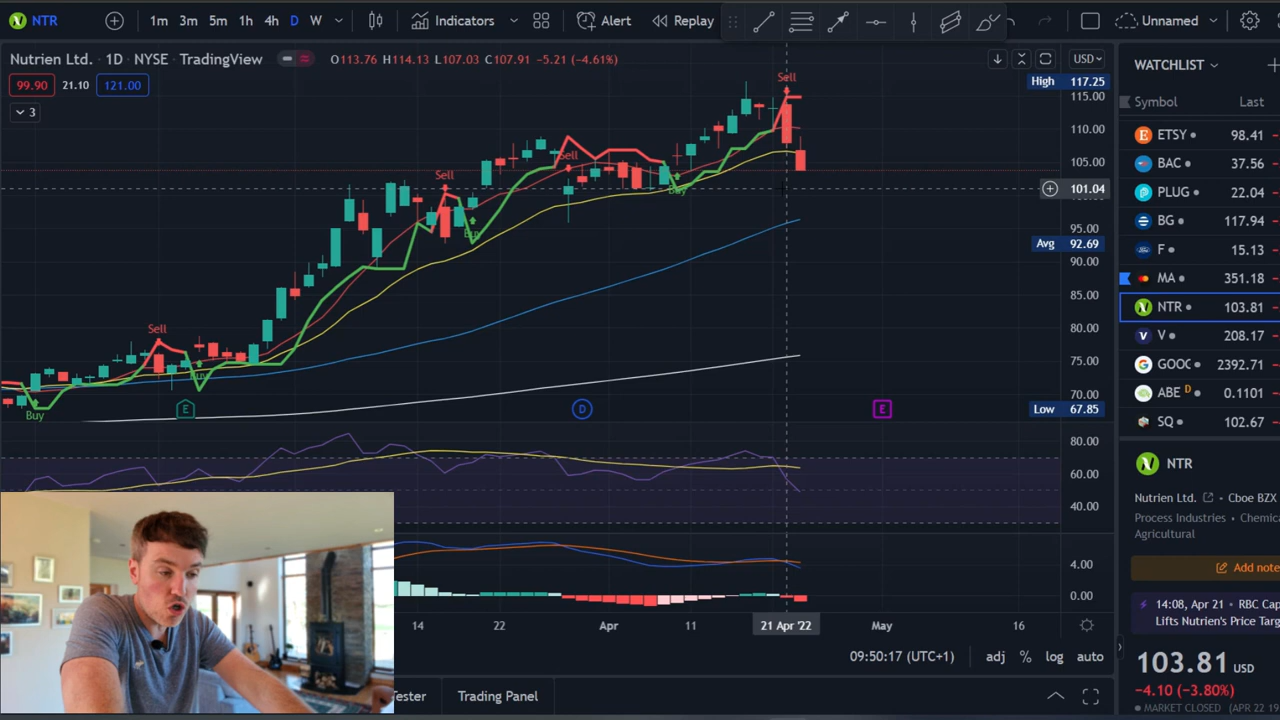 NTR
1m 3m 5m 1h 4h D W Indicators Alert Replay Unnamed
Nutrien Ltd. · 1D · NYSE · TradingView
O113.76 H114.13 L107.03 C107.91 -5.21 (-4.61%)
USD
99.90 21.10 121.00
3
High 117.25
115.00
110.00
105.00
101.04
95.00
Avg 92.69
90.00
85.00
80.00
75.00
70.00
Low 67.85
Sell
Sell
Sell
Sell
Buy
Buy
Buy
Buy
E
D
E
80.00
60.00
40.00
4.00
0.00
14 22 Apr 11 21 Apr '22 May 16
09:50:17 (UTC+1) adj % log auto
Tester Trading Panel
WATCHLIST
Symbol Last
ETSY 98.41
BAC 37.56
PLUG 22.04
BG 117.94
F 15.13
MA 351.18
NTR 103.81
V 208.17
GOOG 2392.71
ABE D 0.1101
SQ 102.67
NTR
Nutrien Ltd. · Cboe BZX
Process Industries · Chemic
Agricultural
Add note
14:08, Apr 21 · RBC Cap
Lifts Nutrien's Price Targ
103.81 USD
-4.10 (-3.80%)
MARKET CLOSED (APR 22 19